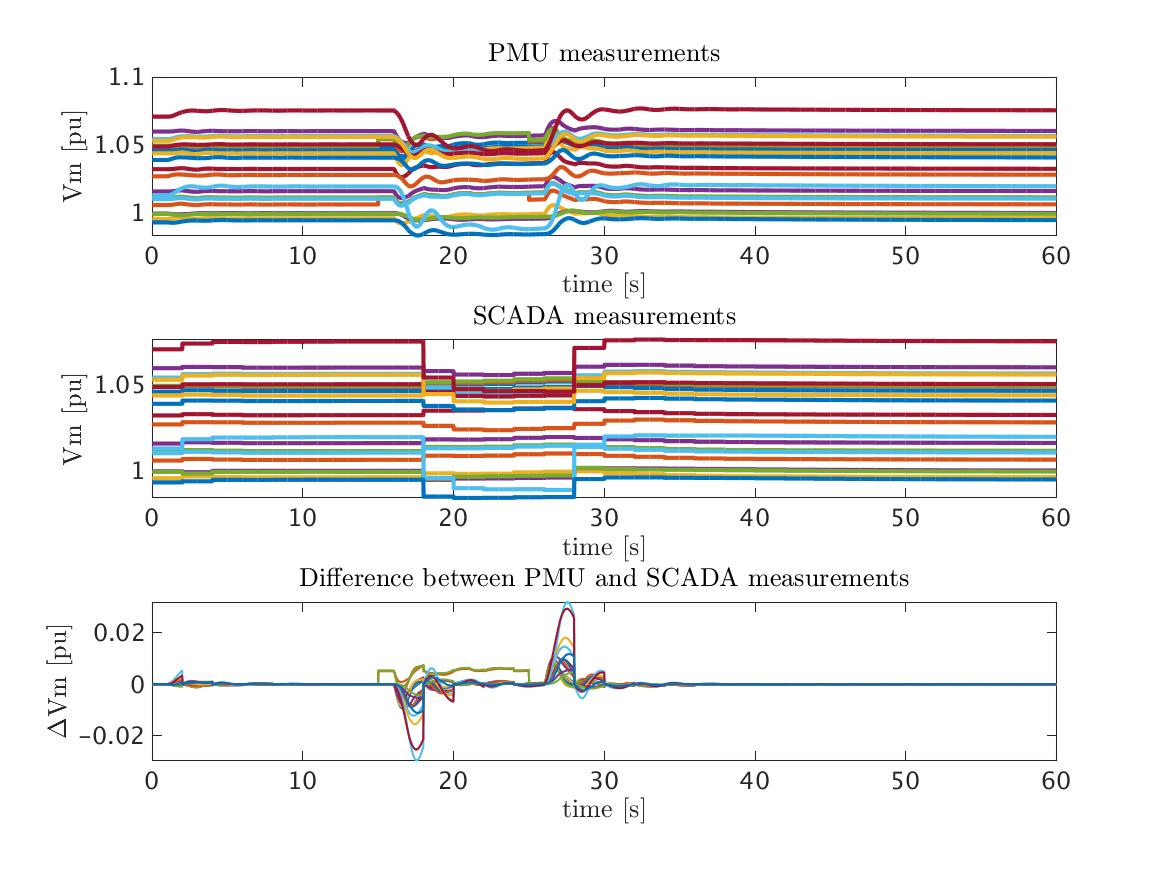 PMU measurements
1.1
1.05
1
Vm [pu]
0 10 20 30 40 50 60
time [s]
SCADA measurements
1.05
1
Vm [pu]
0 10 20 30 40 50 60
time [s]
Difference between PMU and SCADA measurements
0.02
0
−0.02
ΔVm [pu]
0 10 20 30 40 50 60
time [s]